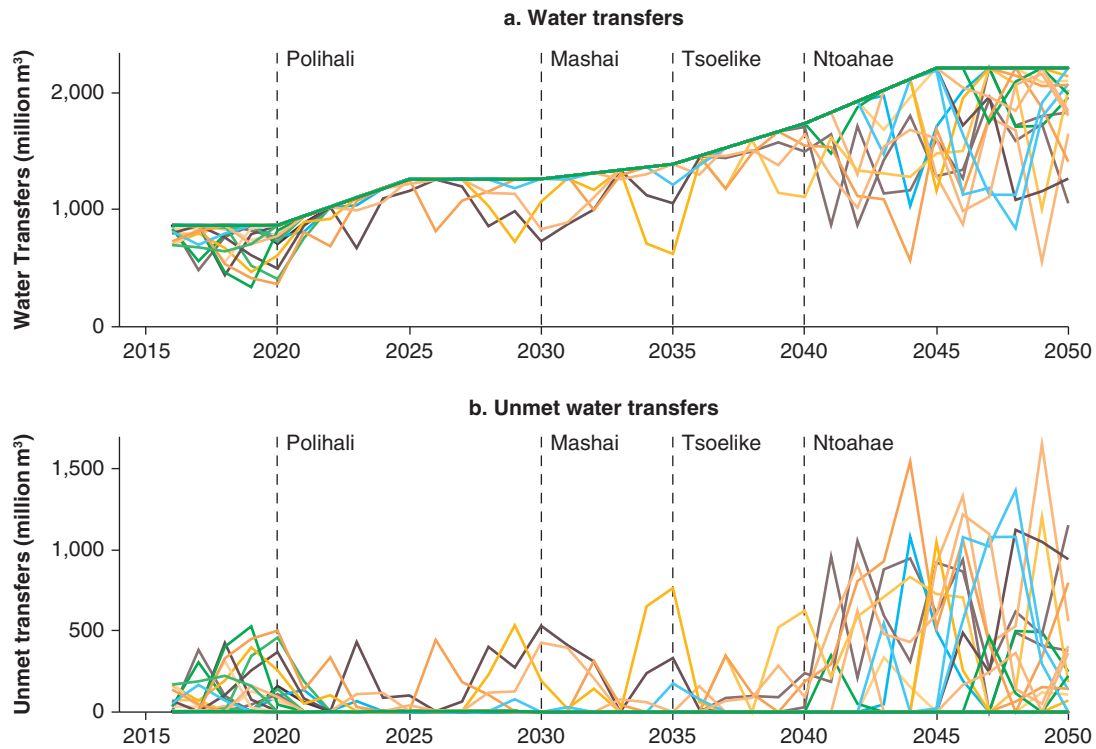 a. Water transfers
Polihali Mashai Tsoelike Ntoahae
Water Transfers (million m³)
2,000
1,000
0
2015 2020 2025 2030 2035 2040 2045 2050
b. Unmet water transfers
Polihali Mashai Tsoelike Ntoahae
Unmet transfers (million m³)
1,500
1,000
500
0
2015 2020 2025 2030 2035 2040 2045 2050